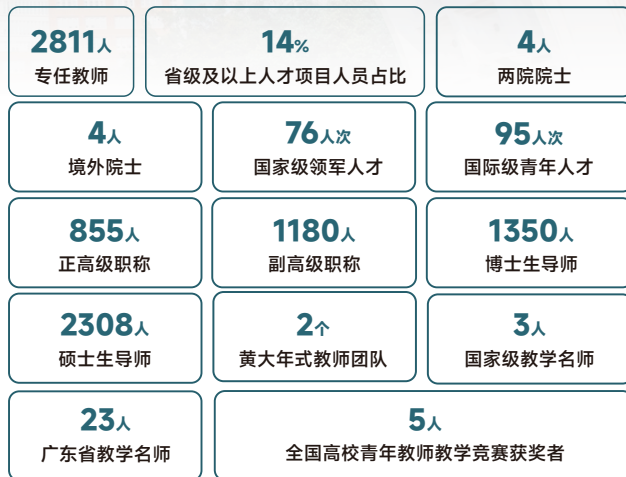 2811人
专任教师
14%
省级及以上人才项目人员占比
4人
两院院士
4人
境外院士
76人次
国家级领军人才
95人次
国际级青年人才
855人
正高级职称
1180人
副高级职称
1350人
博士生导师
2308人
硕士生导师
2个
黄大年式教师团队
3人
国家级教学名师
23人
广东省教学名师
5人
全国高校青年教师教学竞赛获奖者